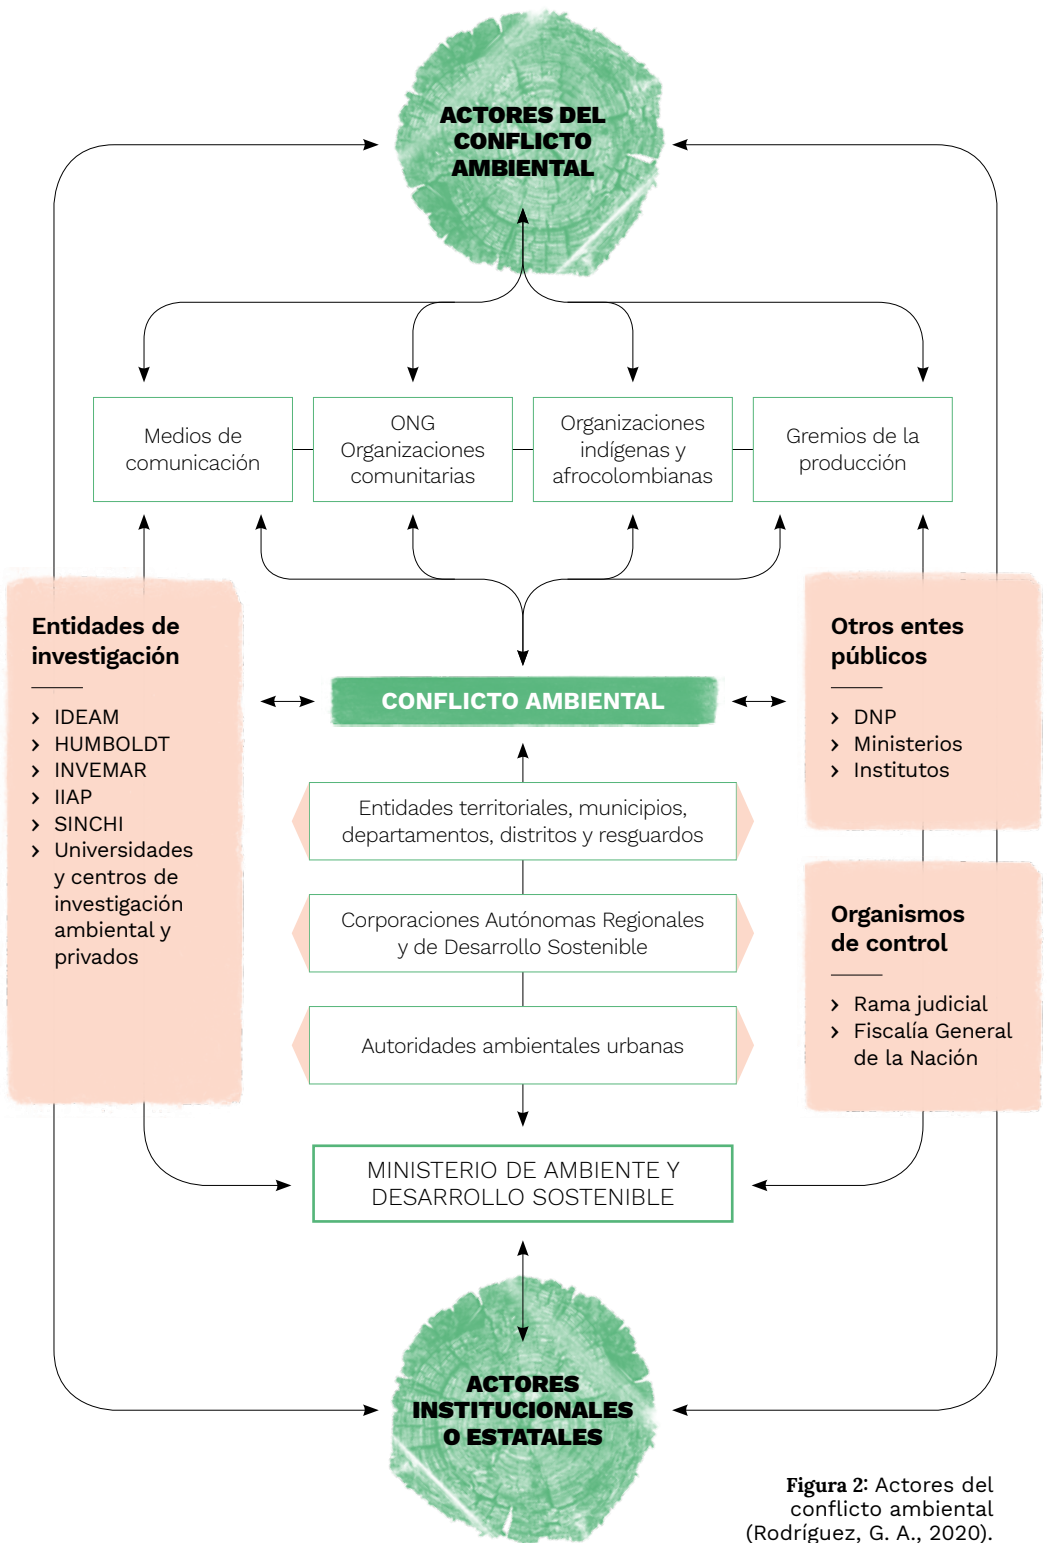 ACTORES DEL
CONFLICTO
AMBIENTAL
Medios de
comunicación
ONG
Organizaciones
comunitarias
Organizaciones
indígenas y
afrocolombianas
Gremios de la
producción
Entidades de
investigación
› IDEAM
› HUMBOLDT
› INVEMAR
› IIAP
› SINCHI
› Universidades
y centros de
investigación
ambiental y
privados
CONFLICTO AMBIENTAL
Otros entes
públicos
› DNP
› Ministerios
› Institutos
Entidades territoriales, municipios,
departamentos, distritos y resguardos
Corporaciones Autónomas Regionales
y de Desarrollo Sostenible
Autoridades ambientales urbanas
Organismos
de control
› Rama judicial
› Fiscalía General
de la Nación
MINISTERIO DE AMBIENTE Y
DESARROLLO SOSTENIBLE
ACTORES
INSTITUCIONALES
O ESTATALES
Figura 2: Actores del
conflicto ambiental
(Rodríguez, G. A., 2020).